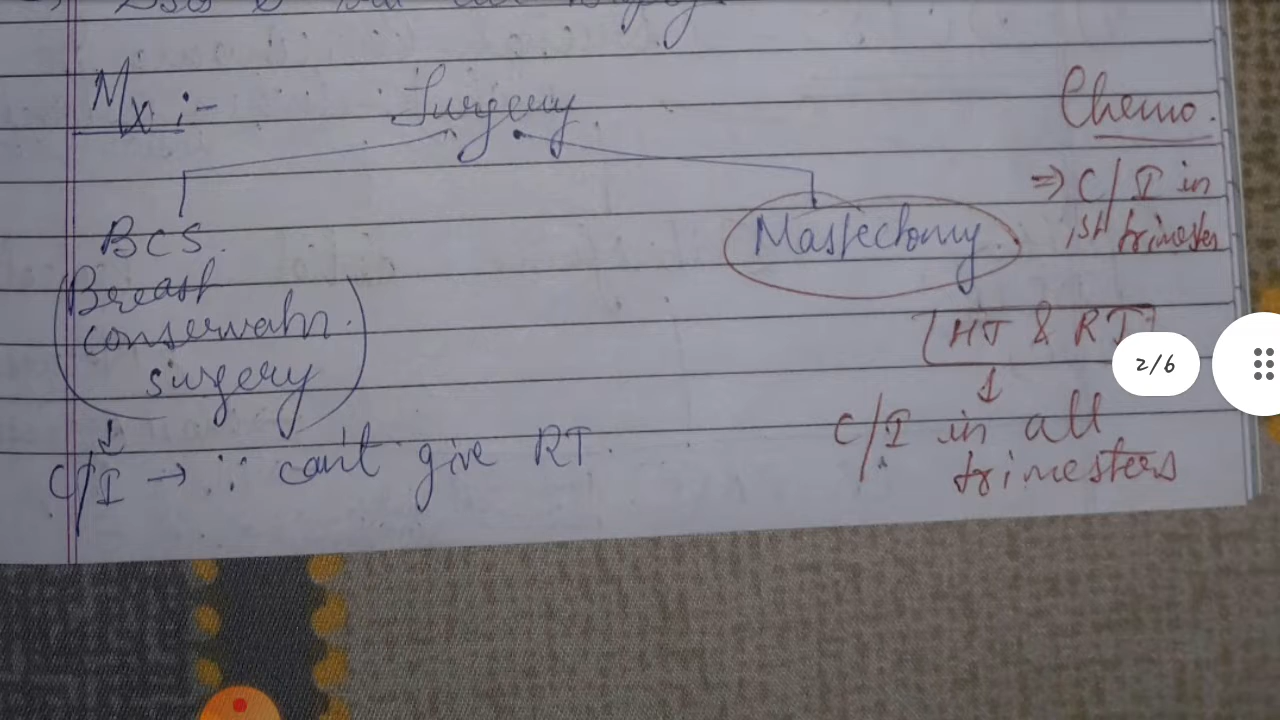 Mx :- Surgery
Chemo.
⇒ C/I in
1st trimester
BCS.
(Breast
conservatn.
surgery)
↓
C/I → ∵ can't give RT.
Mastectomy
[HT & RT]
↓
C/I in all
trimesters
2/6